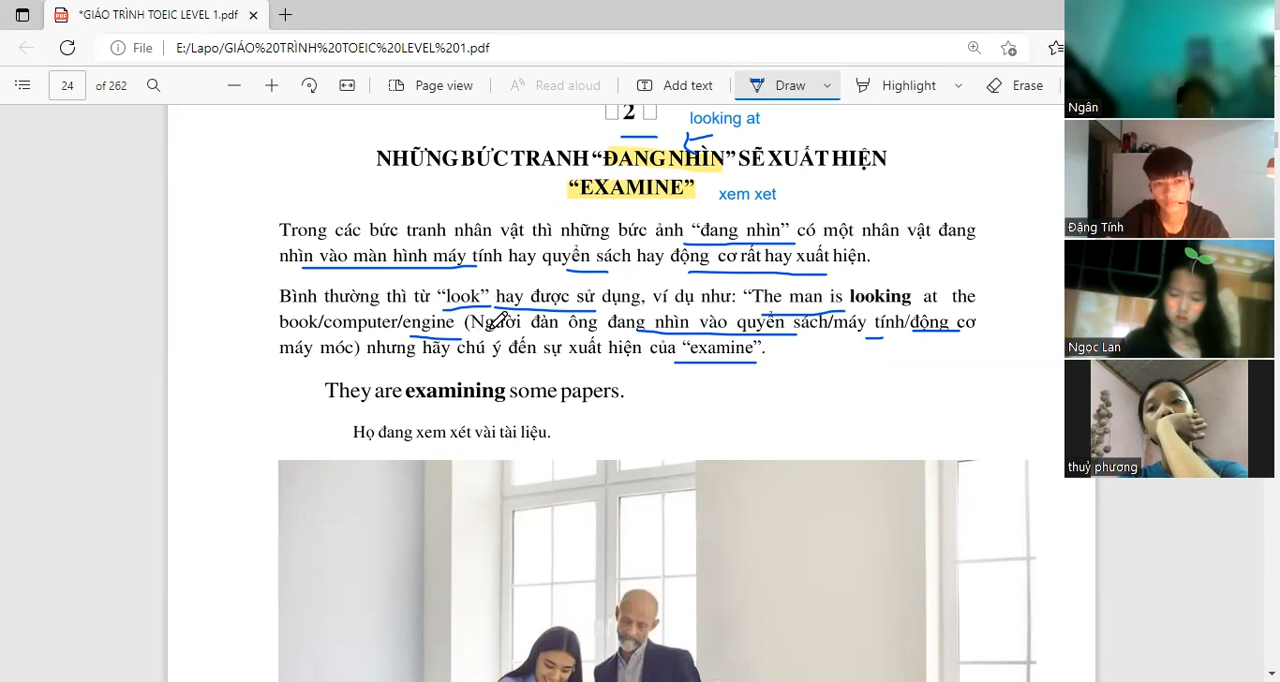 *GIÁO TRÌNH TOEIC LEVEL 1.pdf
File E:/Lapo/GIÁO%20TRÌNH%20TOEIC%20LEVEL%201.pdf
24 of 262 Page view Read aloud Add text Draw Highlight Erase
2
looking at
NHỮNG BỨC TRANH “ĐANG NHÌN” SẼ XUẤT HIỆN
“EXAMINE”
xem xet
Trong các bức tranh nhân vật thì những bức ảnh “đang nhìn” có một nhân vật đang
nhìn vào màn hình máy tính hay quyển sách hay động cơ rất hay xuất hiện.
Bình thường thì từ “look” hay được sử dụng, ví dụ như: “The man is looking at the
book/computer/engine (Người đàn ông đang nhìn vào quyển sách/máy tính/động cơ
máy móc) nhưng hãy chú ý đến sự xuất hiện của “examine”.
They are examining some papers.
Họ đang xem xét vài tài liệu.
Ngân
Đặng Tính
Ngọc Lan
thuỷ phương